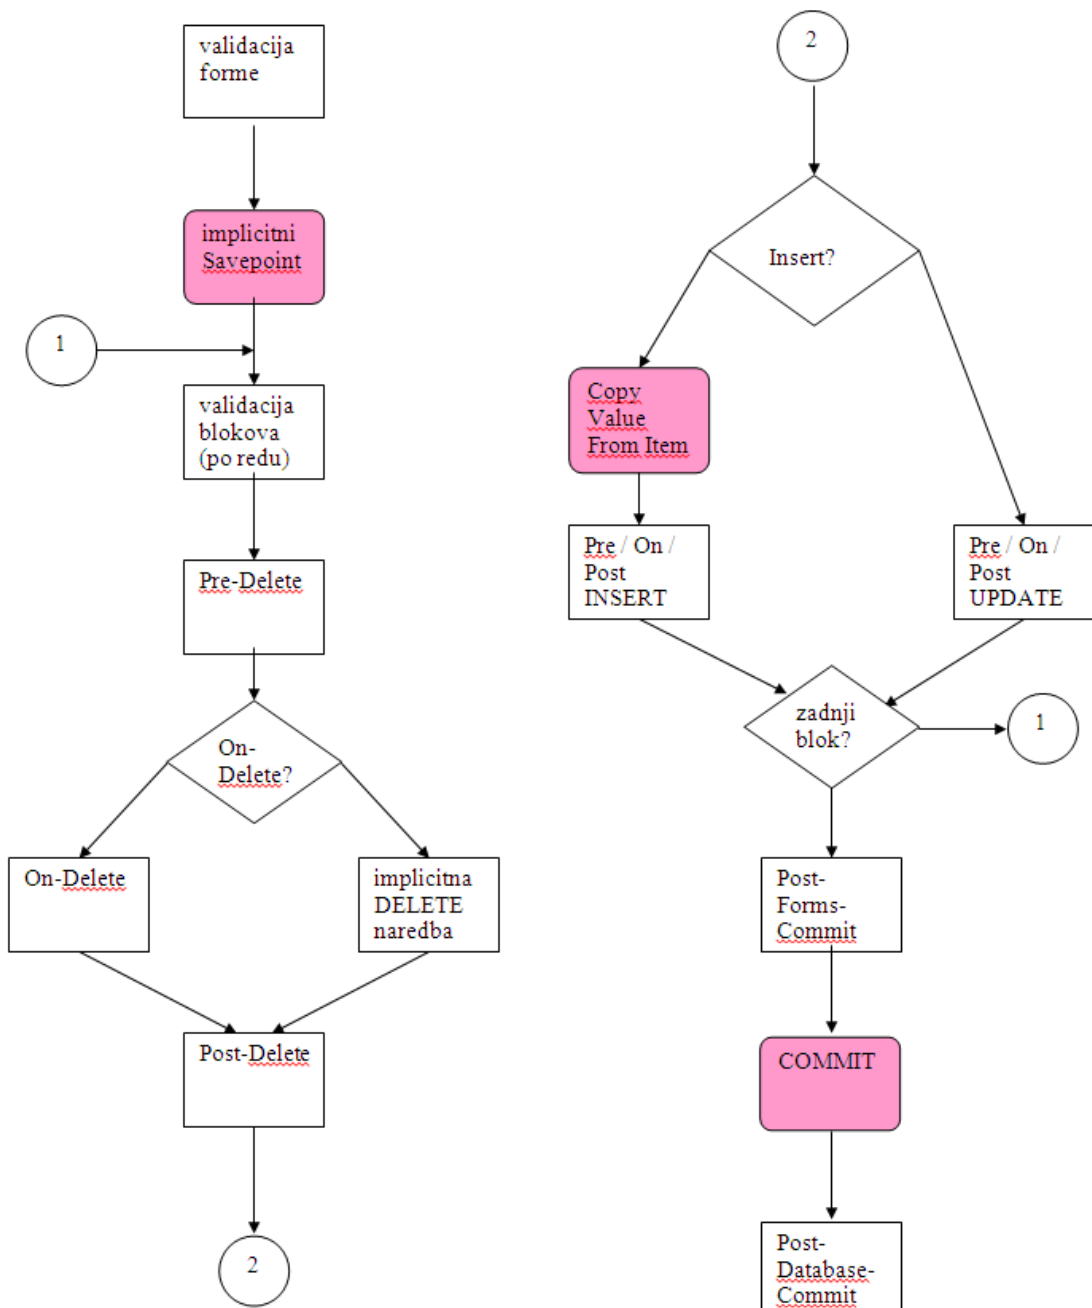 validacija
forme
implicitni
Savepoint
1
validacija
blokova
(po redu)
Pre-Delete
On-
Delete?
On-Delete
implicitna
DELETE
naredba
Post-Delete
2
2
Insert?
Copy
Value
From Item
Pre / On /
Post
INSERT
Pre / On /
Post
UPDATE
zadnji
blok?
1
Post-
Forms-
Commit
COMMIT
Post-
Database-
Commit